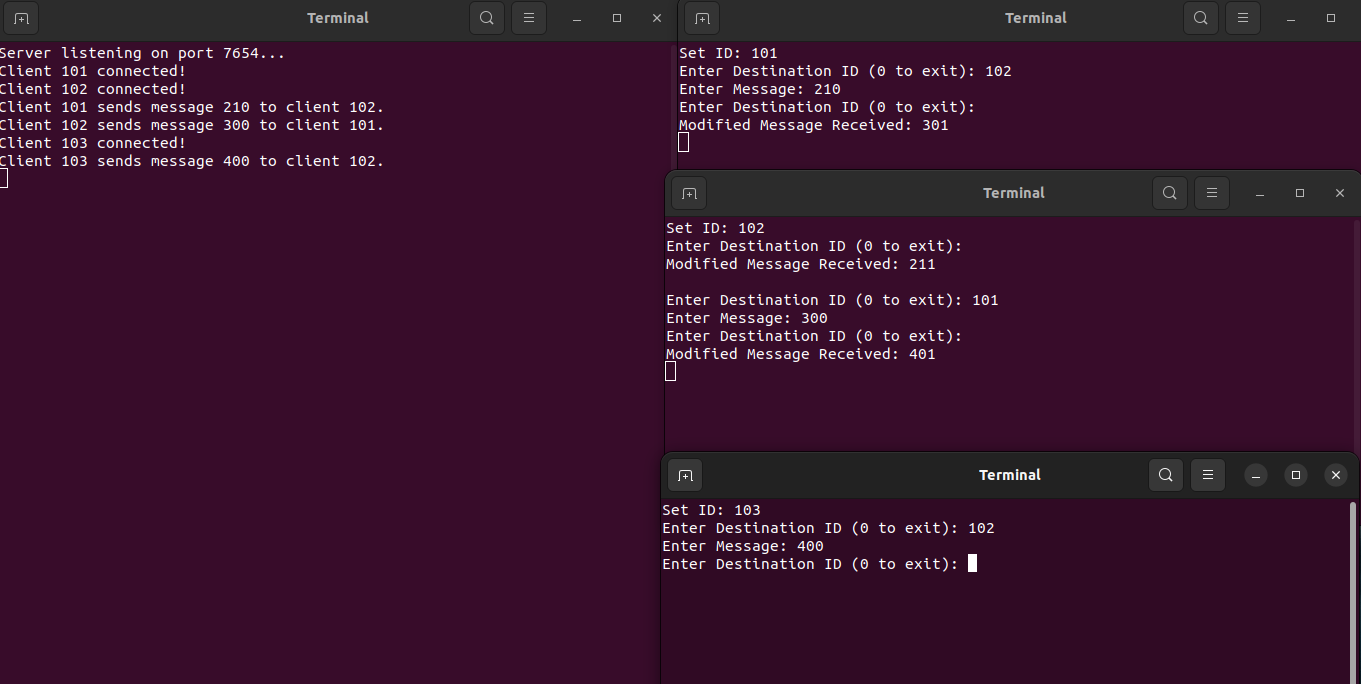 Terminal
Server listening on port 7654...
Client 101 connected!
Client 102 connected!
Client 101 sends message 210 to client 102.
Client 102 sends message 300 to client 101.
Client 103 connected!
Client 103 sends message 400 to client 102.
Terminal
Set ID: 101
Enter Destination ID (0 to exit): 102
Enter Message: 210
Enter Destination ID (0 to exit):
Modified Message Received: 301
Terminal
Set ID: 102
Enter Destination ID (0 to exit):
Modified Message Received: 211
Enter Destination ID (0 to exit): 101
Enter Message: 300
Enter Destination ID (0 to exit):
Modified Message Received: 401
Terminal
Set ID: 103
Enter Destination ID (0 to exit): 102
Enter Message: 400
Enter Destination ID (0 to exit):